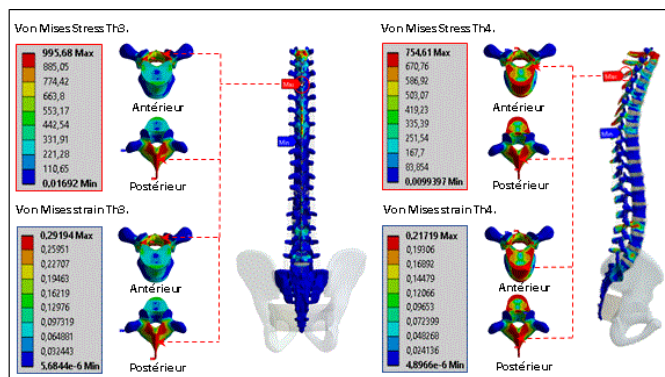 Von Mises Stress Th3.
995,68 Max
885,05
774,42
663,8
553,17
442,54
331,91
221,28
110,65
0,01692 Min
Antérieur
Postérieur
Max
Min
Von Mises strain Th3.
0,29194 Max
0,25951
0,22707
0,19463
0,16219
0,12976
0,097319
0,064881
0,032443
5,6844e-6 Min
Antérieur
Postérieur
Von Mises Stress Th4.
754,61 Max
670,76
586,92
503,07
419,23
335,39
251,54
167,7
83,854
0,0099397 Min
Antérieur
Postérieur
Max
Min
Von Mises strain Th4.
0,21719 Max
0,19306
0,16892
0,14479
0,12066
0,09653
0,072399
0,048268
0,024136
4,8966e-6 Min
Antérieur
Postérieur